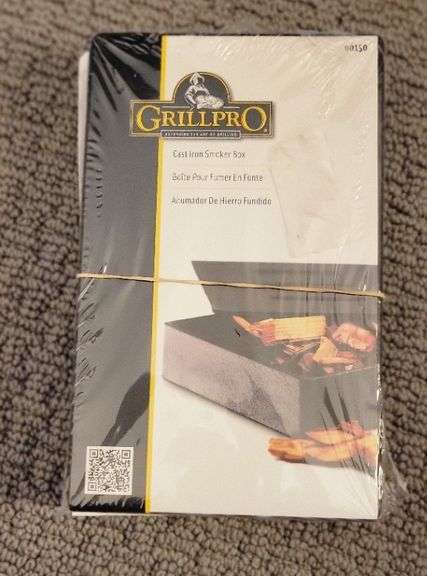 00150
GRILLPRO
Cast Iron Smoker Box
Boîte Pour Fumer En Fonte
Ahumador De Hierro Fundido